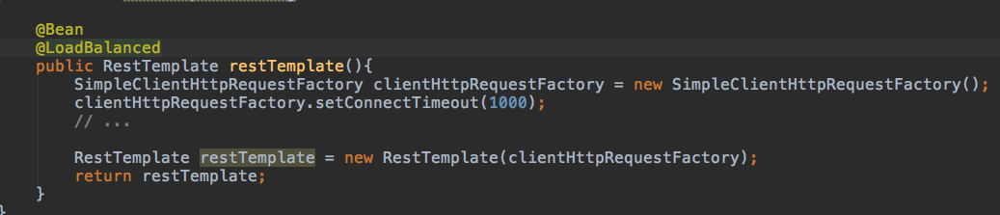 @Bean
@LoadBalanced
public RestTemplate restTemplate(){
    SimpleClientHttpRequestFactory clientHttpRequestFactory = new SimpleClientHttpRequestFactory();
    clientHttpRequestFactory.setConnectTimeout(1000);
    // ...

    RestTemplate restTemplate = new RestTemplate(clientHttpRequestFactory);
    return restTemplate;
}
}